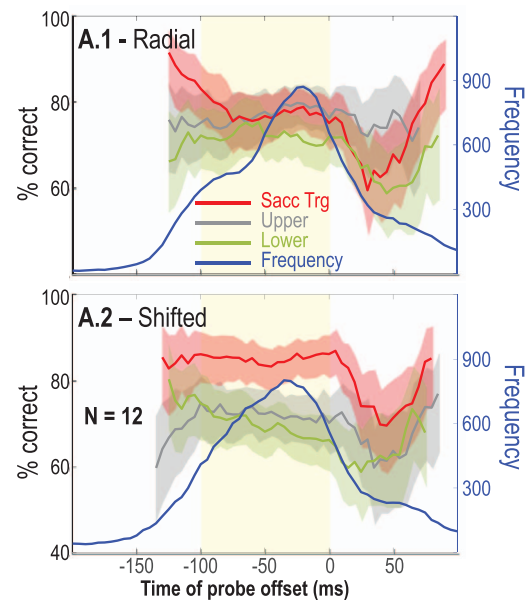 A.1 - Radial
100
80
60
% correct
900
600
300
Frequency
Sacc Trg
Upper
Lower
Frequency
A.2 – Shifted
100
80
60
40
% correct
N = 12
900
600
300
Frequency
-150 -100 -50 0 50
Time of probe offset (ms)